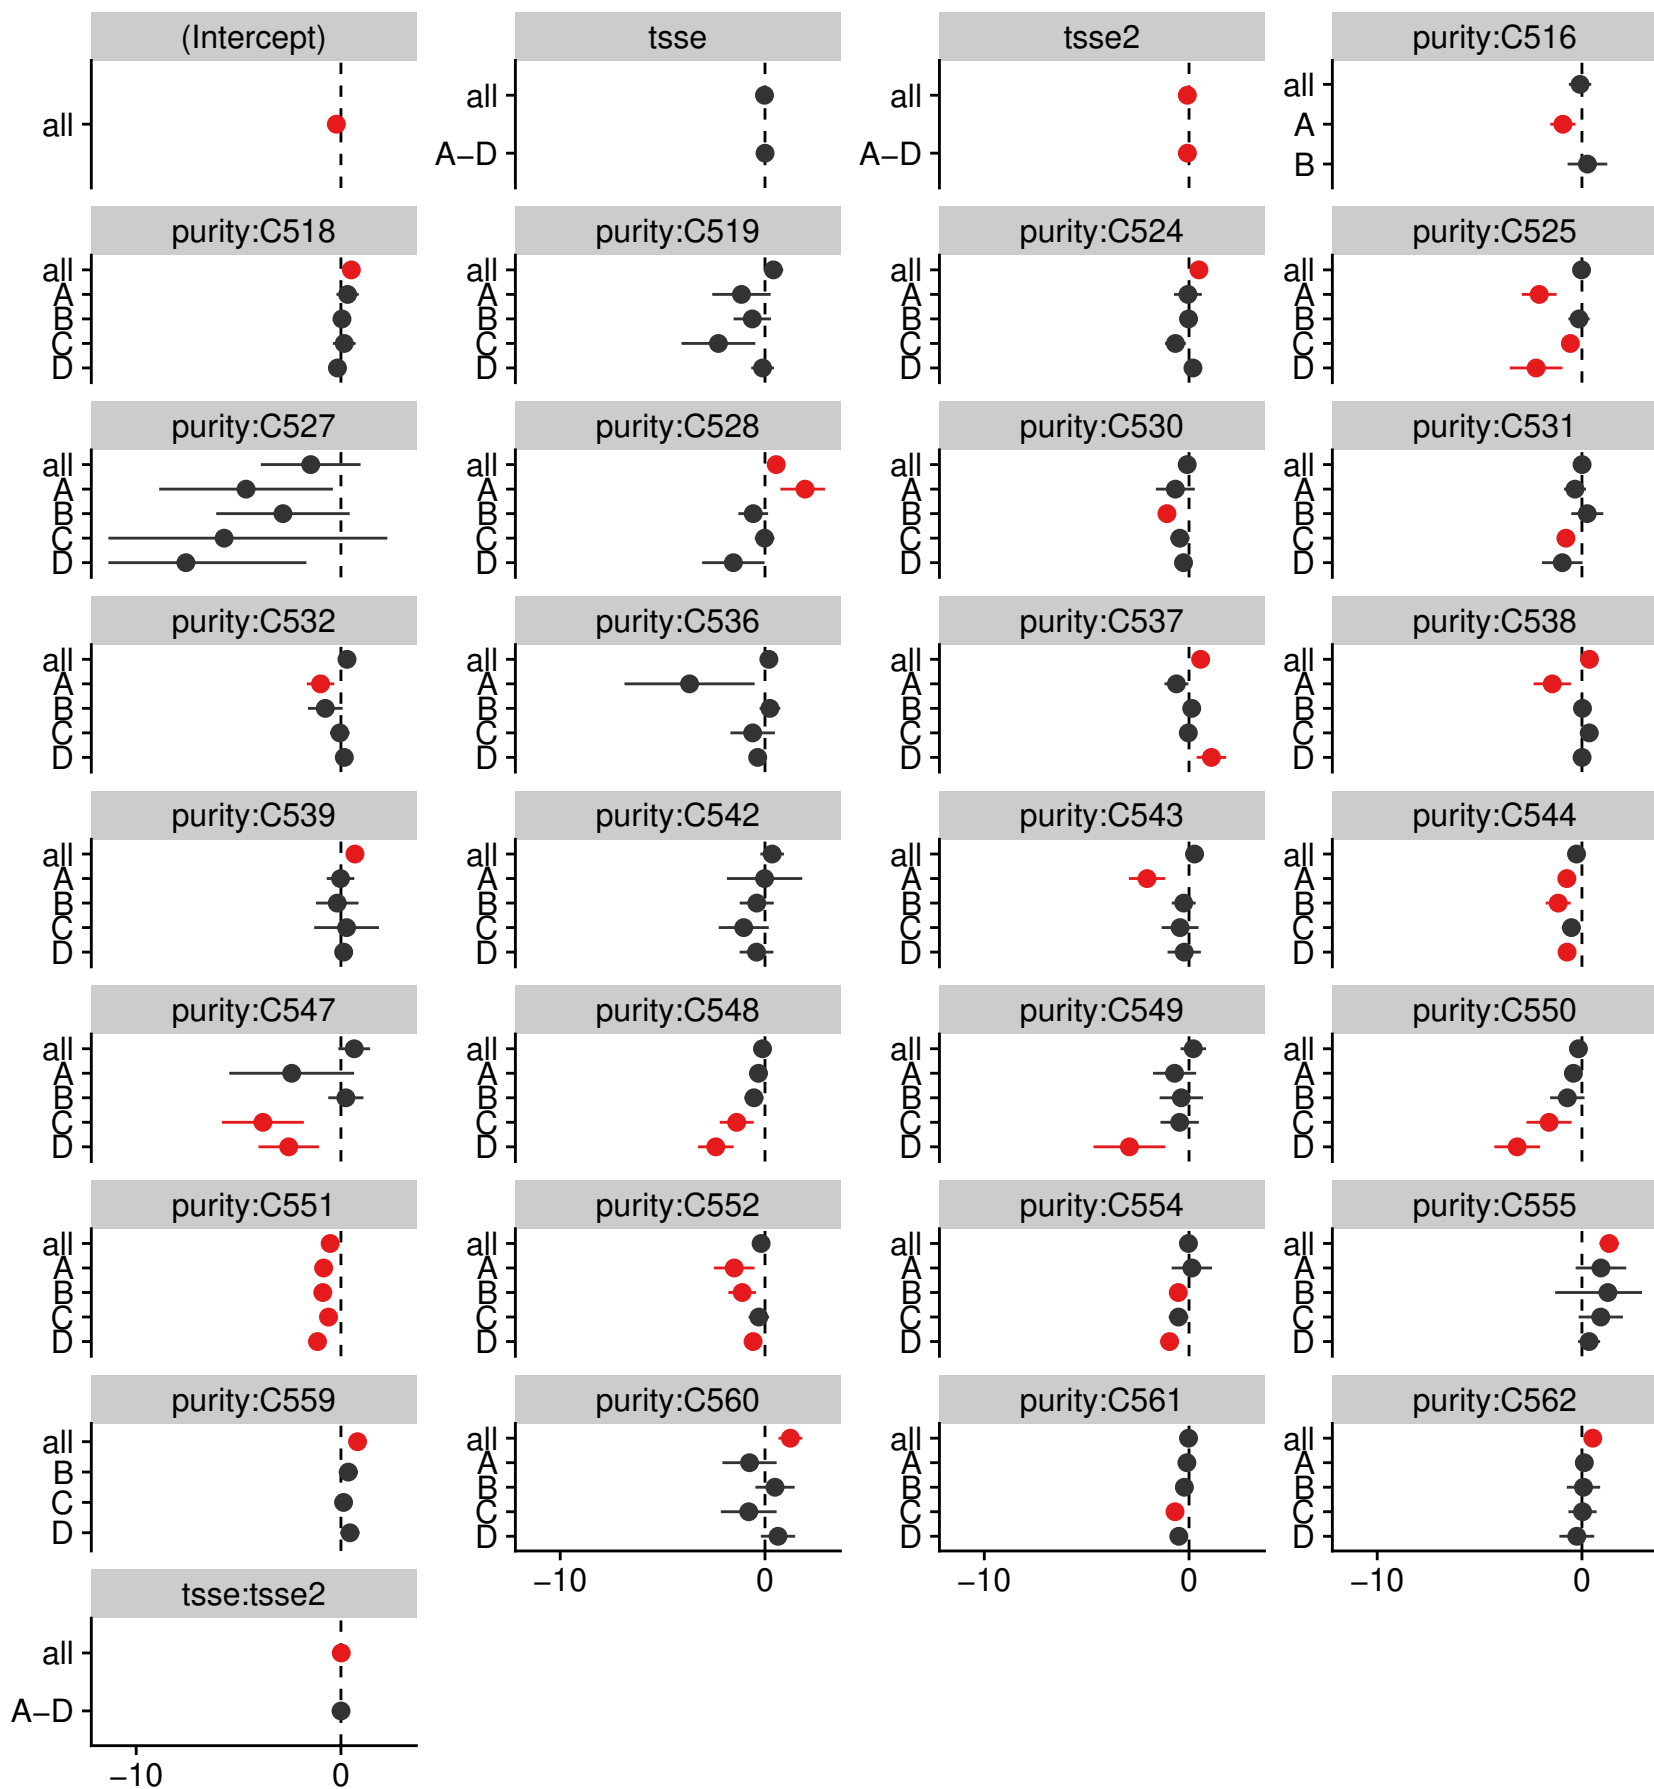 (Intercept) tsse tsse2 purity:C516
all all all all
A−D A−D A
B
purity:C518 purity:C519 purity:C524 purity:C525
all all all all
A A A A
B B B B
C C C C
D D D D
purity:C527 purity:C528 purity:C530 purity:C531
all all all all
A A A A
B B B B
C C C C
D D D D
purity:C532 purity:C536 purity:C537 purity:C538
all all all all
A A A A
B B B B
C C C C
D D D D
purity:C539 purity:C542 purity:C543 purity:C544
all all all all
A A A A
B B B B
C C C C
D D D D
purity:C547 purity:C548 purity:C549 purity:C550
all all all all
A A A A
B B B B
C C C C
D D D D
purity:C551 purity:C552 purity:C554 purity:C555
all all all all
A A A A
B B B B
C C C C
D D D D
purity:C559 purity:C560 purity:C561 purity:C562
all all all all
B A A A
C B B B
D C C C
D D D
−10 0 −10 0 −10 0
tsse:tsse2
all
A−D
−10 0